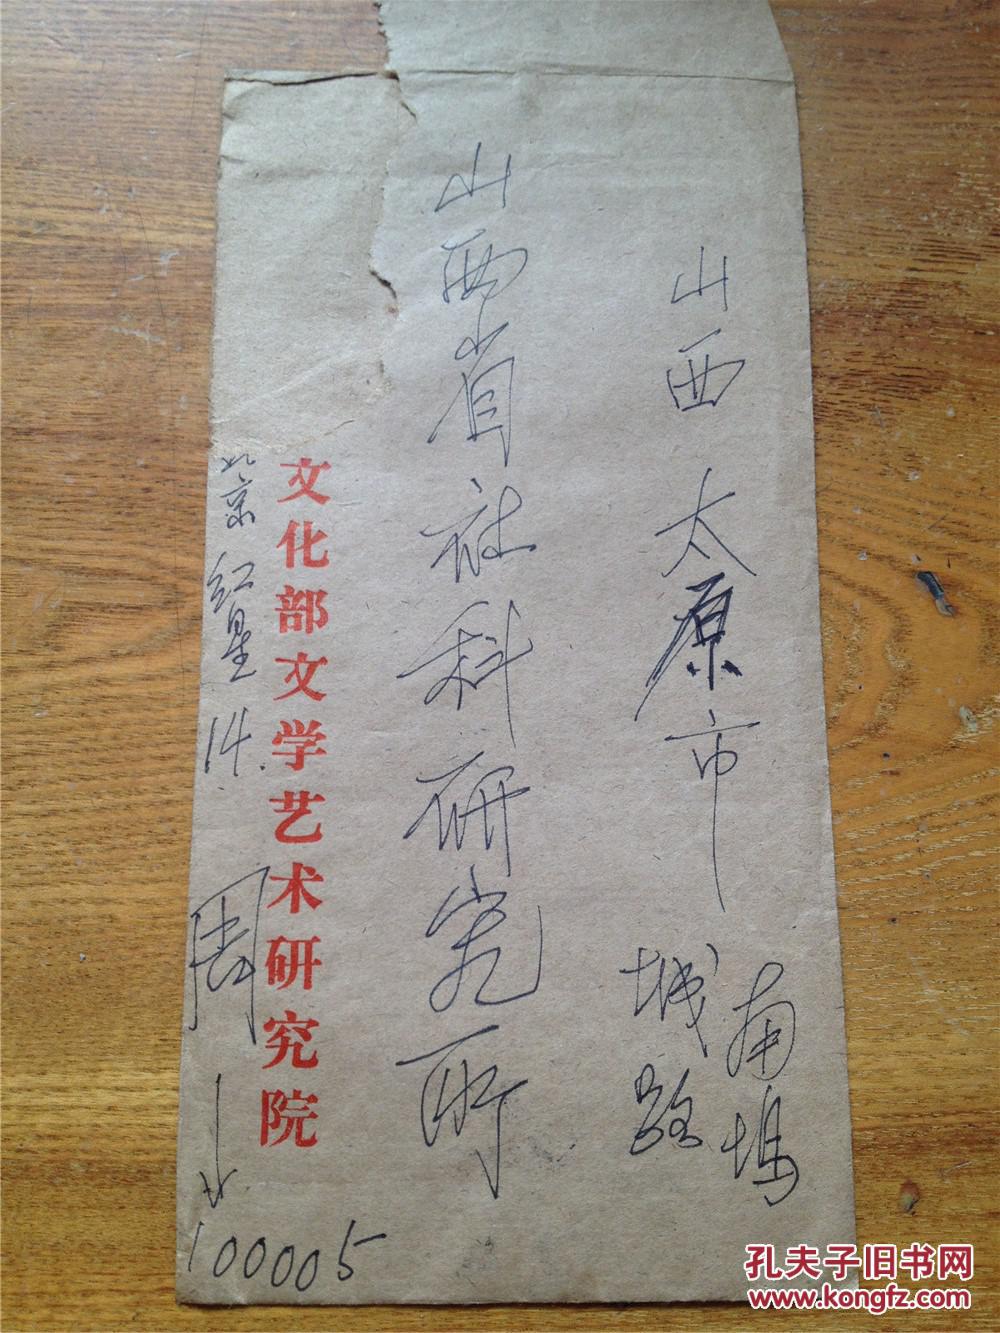 山西太原市
南坞
城路
山西省社科研究所
文化部文学艺术研究院
北京红星14.周
100005
孔夫子旧书网
www.kongfz.com